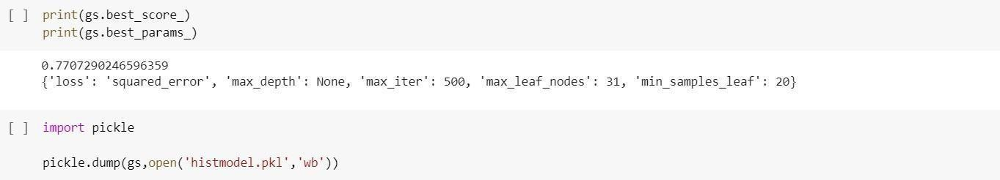 [ ] print(gs.best_score_)
print(gs.best_params_)
0.7707290246596359
{'loss': 'squared_error', 'max_depth': None, 'max_iter': 500, 'max_leaf_nodes': 31, 'min_samples_leaf': 20}
[ ] import pickle
pickle.dump(gs,open('histmodel.pkl','wb'))